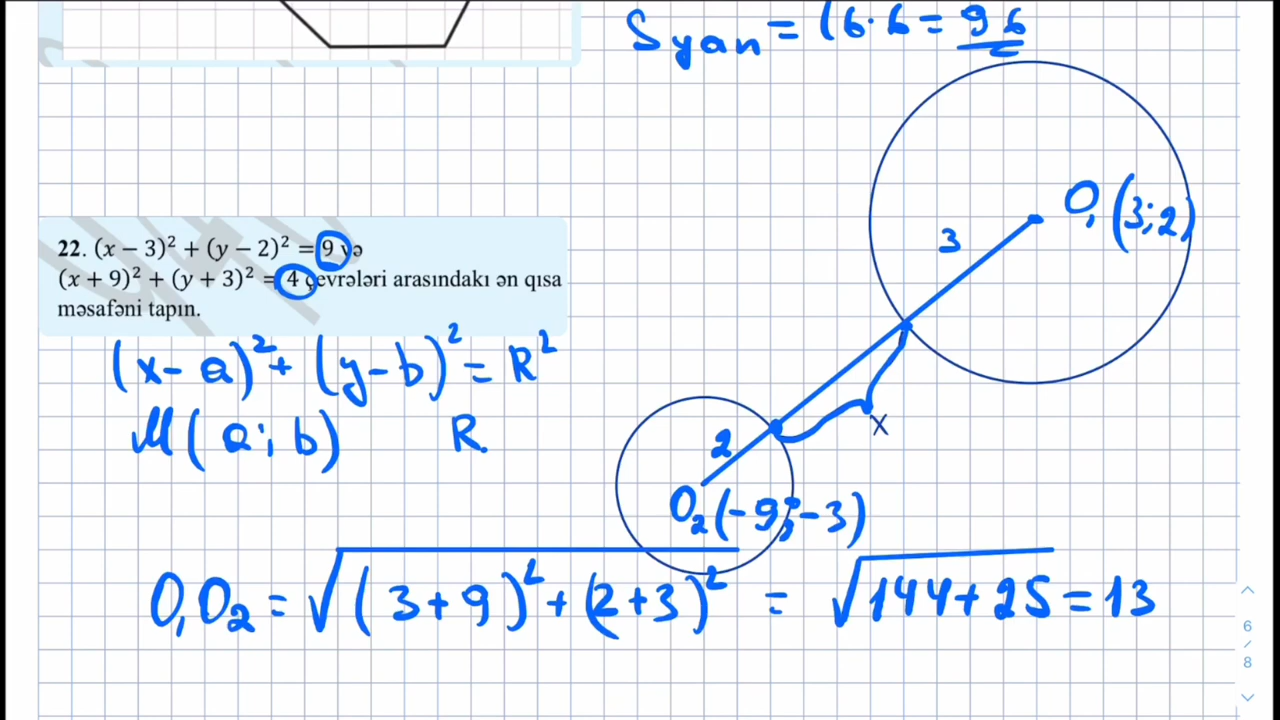 Syan = 16·6 = 96
22. (x − 3)² + (y − 2)² = 9 və
(x + 9)² + (y + 3)² = 4 çevrələri arasındakı ən qısa
məsafəni tapın.
(x-a)² + (y-b)² = R²
M(a; b) R
O₁(3;2)
3
x
2
O₂(-9;-3)
O₁O₂ = √(3+9)² + (2+3)² = √144+25 = 13
6
/
8